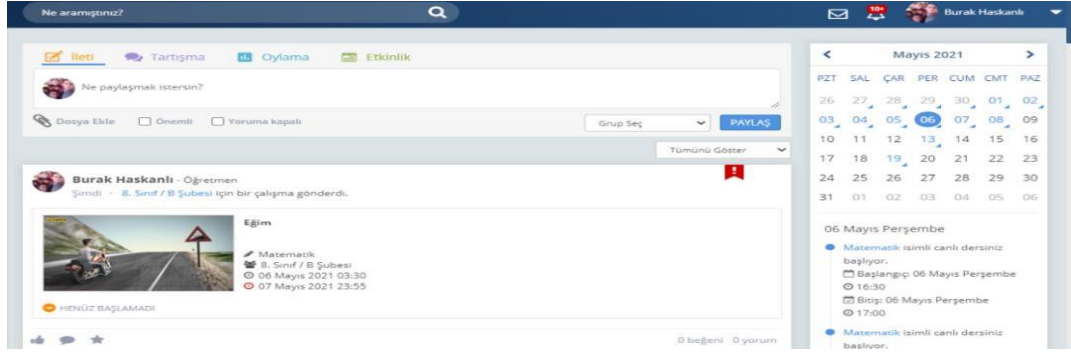 Ne aramıştınız?
10+
Burak Haskanlı
İleti
Tartışma
Oylama
Etkinlik
Ne paylaşmak istersin?
Dosya Ekle
Önemli
Yoruma kapalı
Grup Seç
PAYLAŞ
Tümünü Göster
Burak Haskanlı - Öğretmen
Şimdi - 8. Sınıf / B Şubesi için bir çalışma gönderdi.
Eğim
Matematik
8. Sınıf / B Şubesi
06 Mayıs 2021 03:30
07 Mayıs 2021 23:55
HENÜZ BAŞLAMADI
0 beğeni 0 yorum
Mayıs 2021
PZT SAL ÇAR PER CUM CMT PAZ
26 27 28 29 30 01 02
03 04 05 06 07 08 09
10 11 12 13 14 15 16
17 18 19 20 21 22 23
24 25 26 27 28 29 30
31 01 02 03 04 05 06
06 Mayıs Perşembe
Matematik isimli canlı dersiniz
başlıyor.
Başlangıç: 06 Mayıs Perşembe
16:30
Bitiş: 06 Mayıs Perşembe
17:00
Matematik isimli canlı dersiniz
başlıyor.